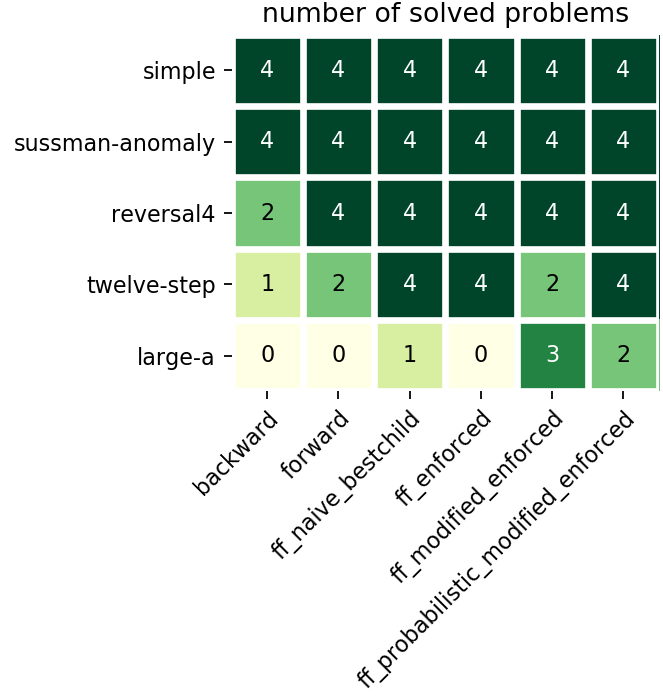 number of solved problems
simple 4 4 4 4 4 4
sussman-anomaly 4 4 4 4 4 4
reversal4 2 4 4 4 4 4
twelve-step 1 2 4 4 2 4
large-a 0 0 1 0 3 2
backward
forward
ff_naive_bestchild
ff_enforced
ff_modified_enforced
ff_probabilistic_modified_enforced